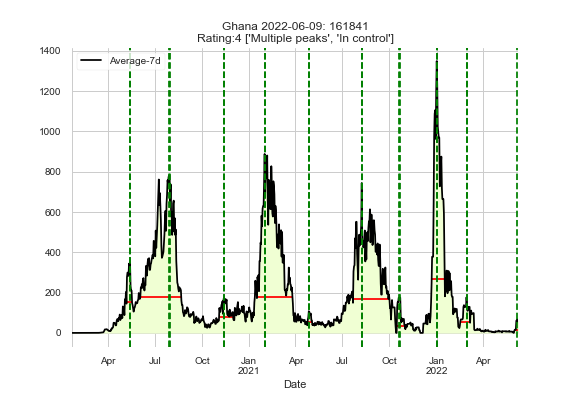 Ghana 2022-06-09: 161841
Rating:4 ['Multiple peaks', 'In control']
Average-7d
1400
1200
1000
800
600
400
200
0
Apr Jul Oct Jan Apr Jul Oct Jan Apr
2021 2022
Date